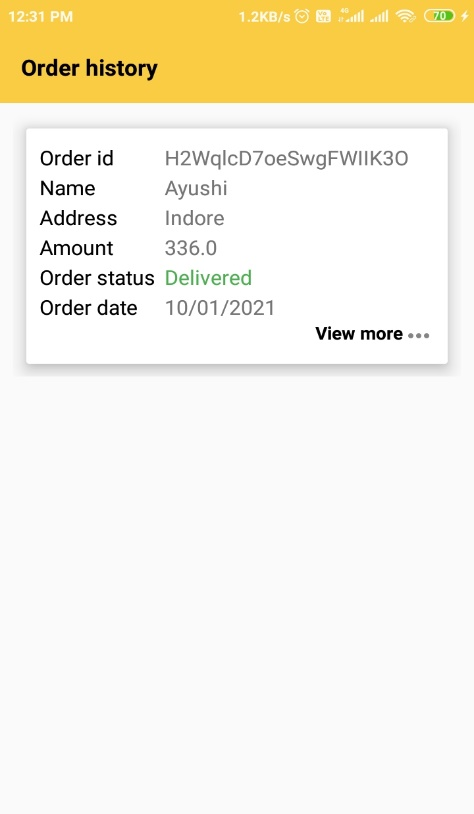 12:31 PM 1.2KB/s 4G 70
Order history
Order id H2WqlcD7oeSwgFWIIK3O
Name Ayushi
Address Indore
Amount 336.0
Order status Delivered
Order date 10/01/2021
View more